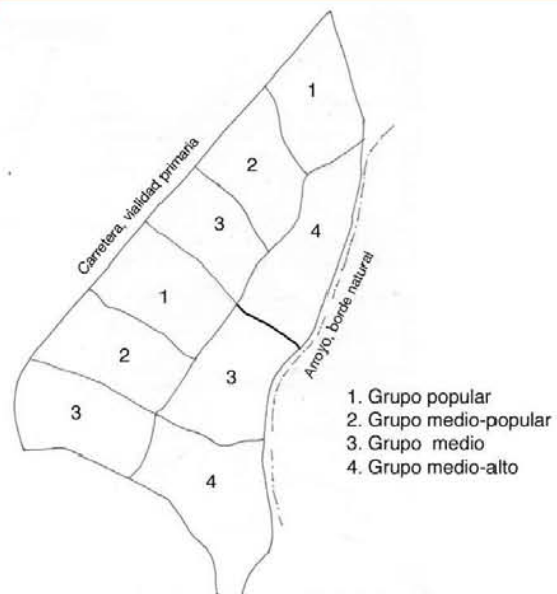 1
Carretera, vialidad primaria
2
3
4
1
Arroyo, borde natural
2
3
3
4
1. Grupo popular
2. Grupo medio-popular
3. Grupo medio
4. Grupo medio-alto